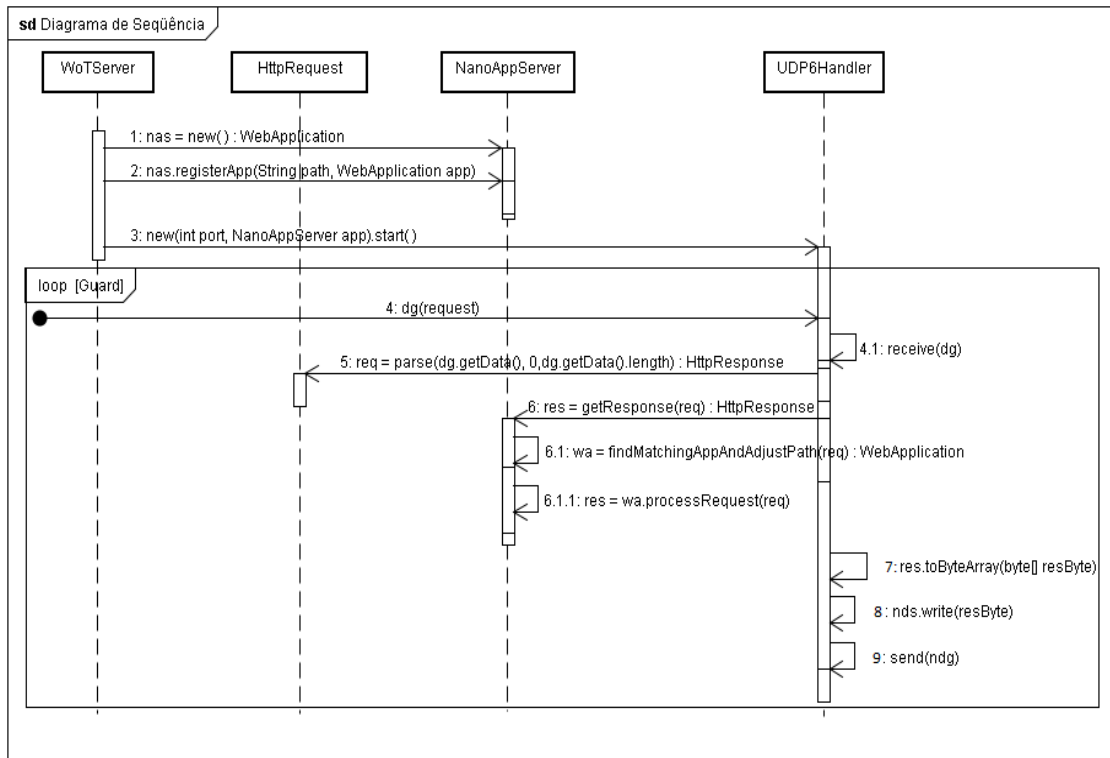 sd Diagrama de Seqüência
WoTServer
HttpRequest
NanoAppServer
UDP6Handler
1: nas = new( ) : WebApplication
2: nas.registerApp(String path, WebApplication app)
3: new(int port, NanoAppServer app).start( )
loop [Guard]
4: dg(request)
4.1: receive(dg)
5: req = parse(dg.getData(), 0,dg.getData().length) : HttpResponse
6: res = getResponse(req) : HttpResponse
6.1: wa = findMatchingAppAndAdjustPath(req) : WebApplication
6.1.1: res = wa.processRequest(req)
7: res.toByteArray(byte[] resByte)
8: nds.write(resByte)
9: send(ndg)